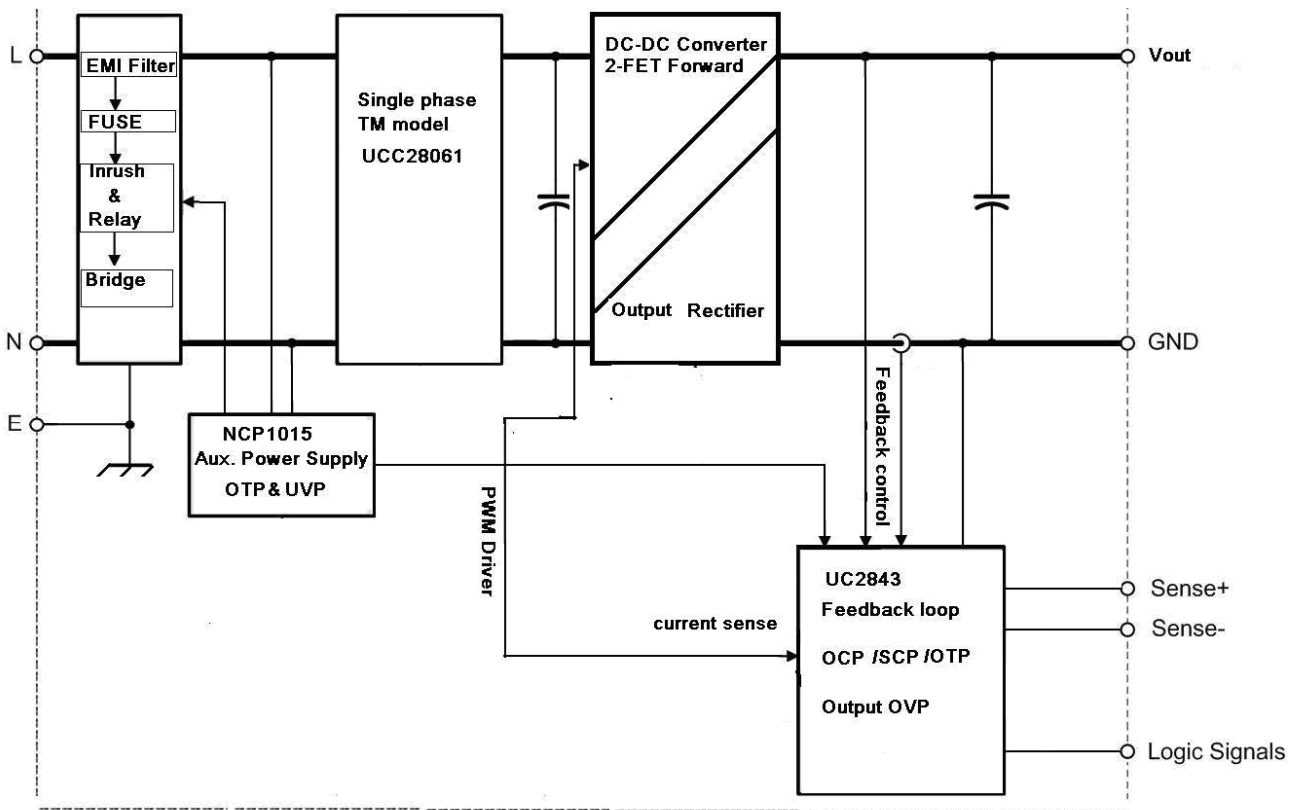 L
EMI Filter
FUSE
Inrush
&
Relay
Bridge
N
E
Single phase
TM model
UCC28061
DC-DC Converter
2-FET Forward
Output Rectifier
Vout
GND
NCP1015
Aux. Power Supply
OTP & UVP
PWM Driver
Feedback control
current sense
UC2843
Feedback loop
OCP /SCP /OTP
Output OVP
Sense+
Sense-
Logic Signals